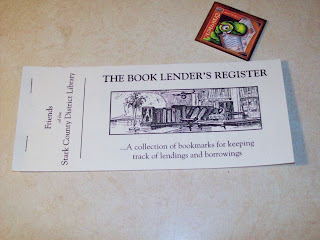 Friends
of the
Stark County District Library
THE BOOK LENDER'S REGISTER
...A collection of bookmarks for keeping
track of lendings and borrowings